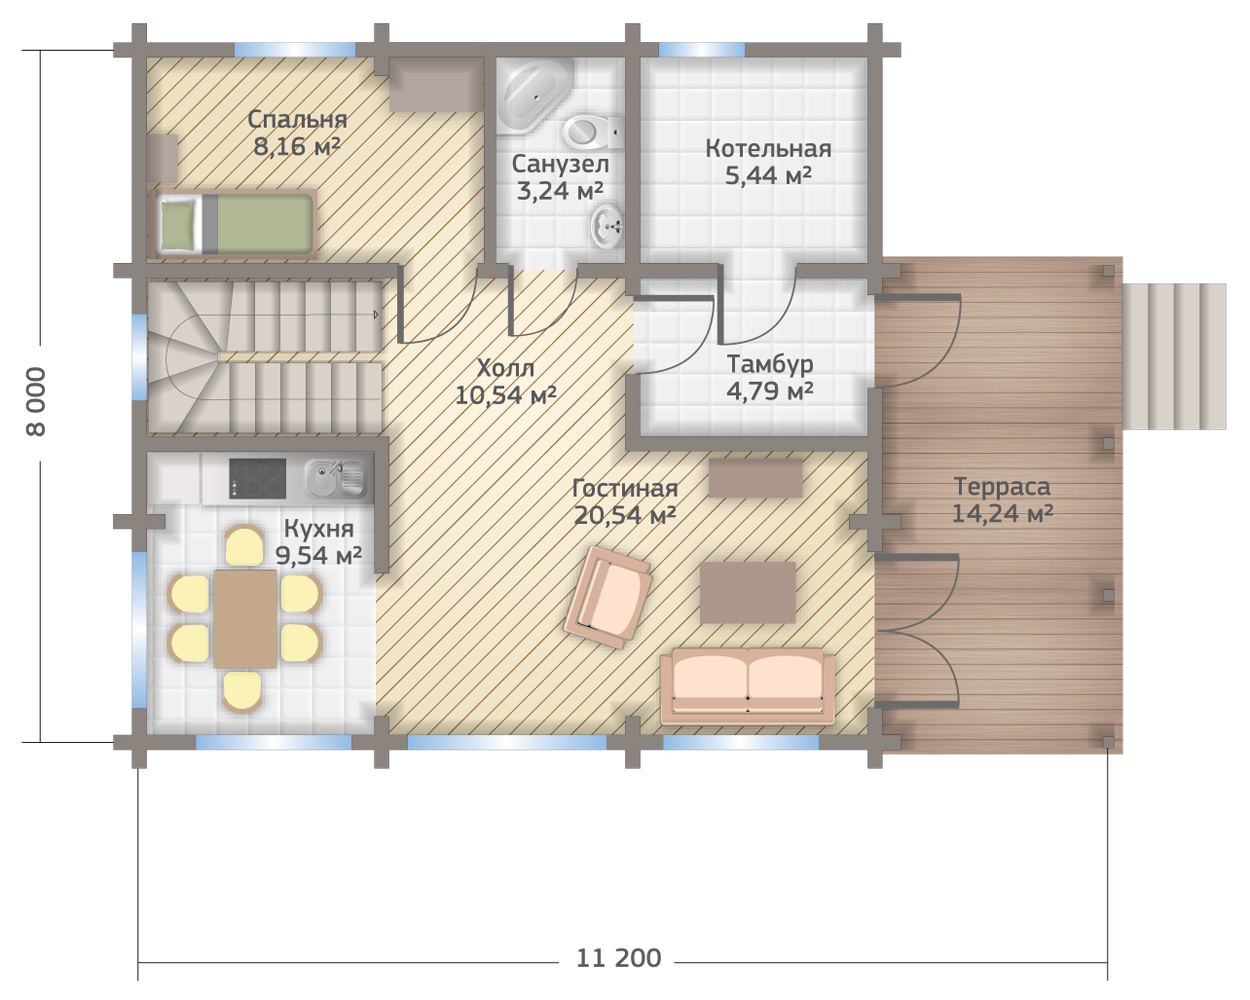 Спальня
8,16 м²
Санузел
3,24 м²
Котельная
5,44 м²
Холл
10,54 м²
Тамбур
4,79 м²
8 000
Гостиная
20,54 м²
Терраса
14,24 м²
Кухня
9,54 м²
11 200